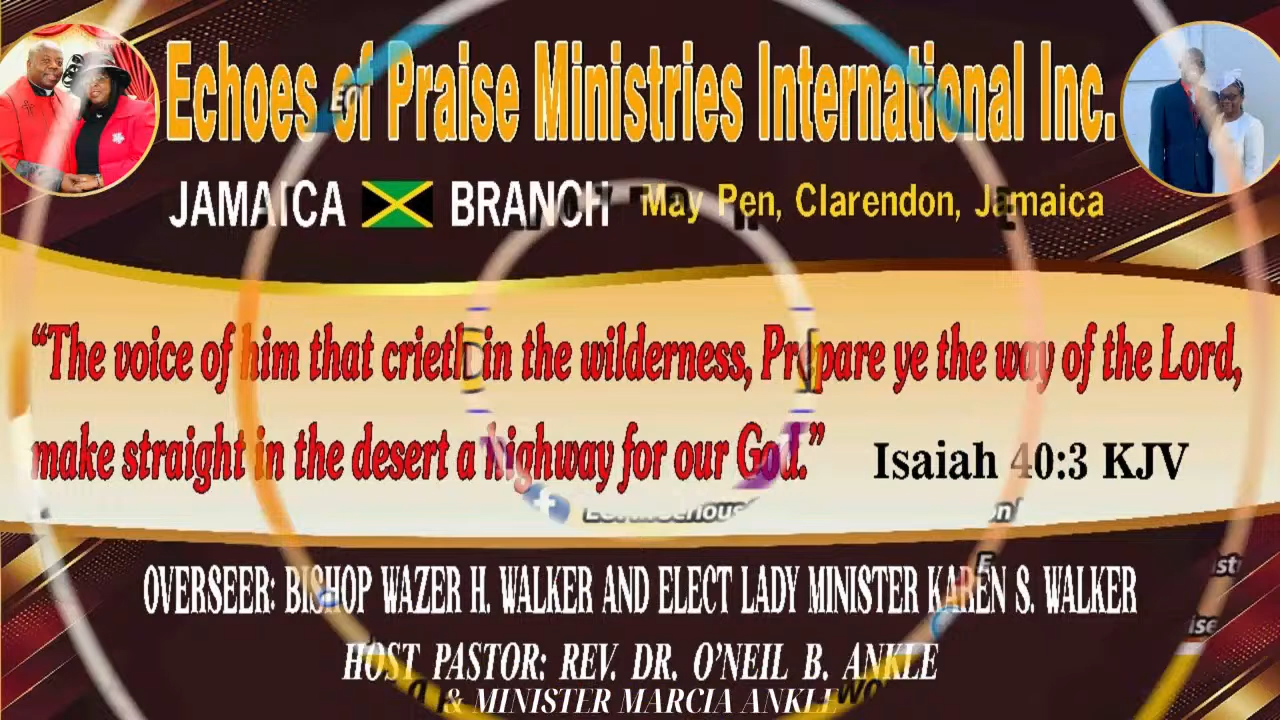 Echoes of Praise Ministries International Inc.
JAMAICA BRANCH May Pen, Clarendon, Jamaica
“The voice of him that crieth in the wilderness, Prepare ye the way of the Lord,
make straight in the desert a highway for our God.” Isaiah 40:3 KJV
OVERSEER: BISHOP WAZER H. WALKER AND ELECT LADY MINISTER KAREN S. WALKER
HOST PASTOR: REV. DR. O’NEIL B. ANKLE
& MINISTER MARCIA ANKLE